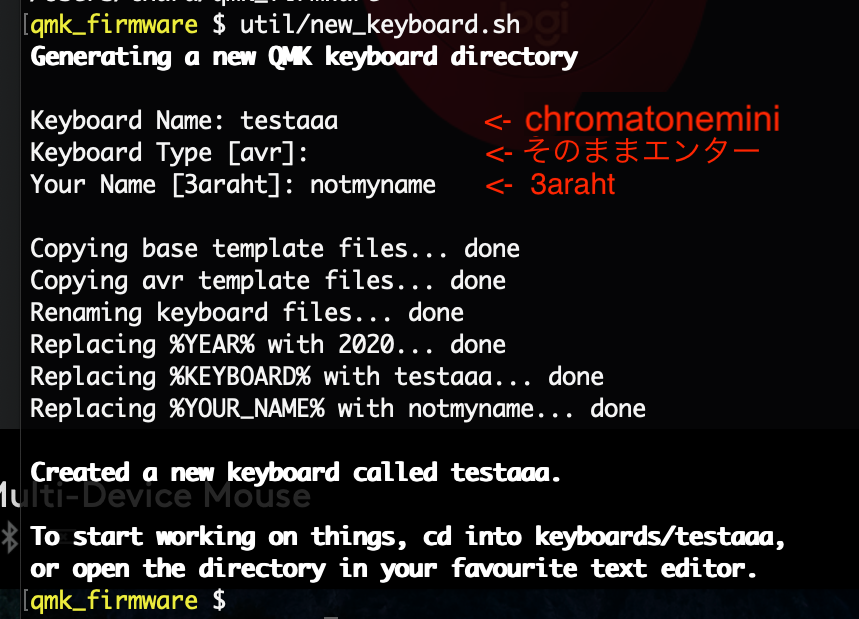 [qmk_firmware $ util/new_keyboard.sh
Generating a new QMK keyboard directory
Keyboard Name: testaaa <- chromatonemini
Keyboard Type [avr]: <- そのままエンター
Your Name [3araht]: notmyname <- 3araht
Copying base template files... done
Copying avr template files... done
Renaming keyboard files... done
Replacing %YEAR% with 2020... done
Replacing %KEYBOARD% with testaaa... done
Replacing %YOUR_NAME% with notmyname... done
Created a new keyboard called testaaa.
Multi-Device Mouse
To start working on things, cd into keyboards/testaaa,
or open the directory in your favourite text editor.
[qmk_firmware $
logi